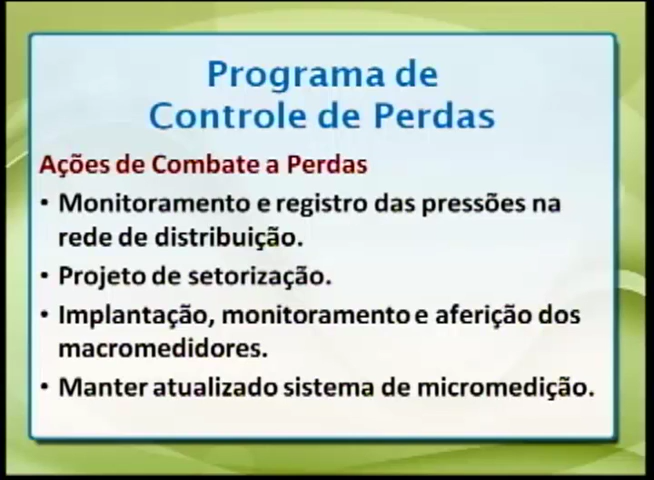 Programa de
Controle de Perdas
Ações de Combate a Perdas
• Monitoramento e registro das pressões na
rede de distribuição.
• Projeto de setorização.
• Implantação, monitoramento e aferição dos
macromedidores.
• Manter atualizado sistema de micromedição.